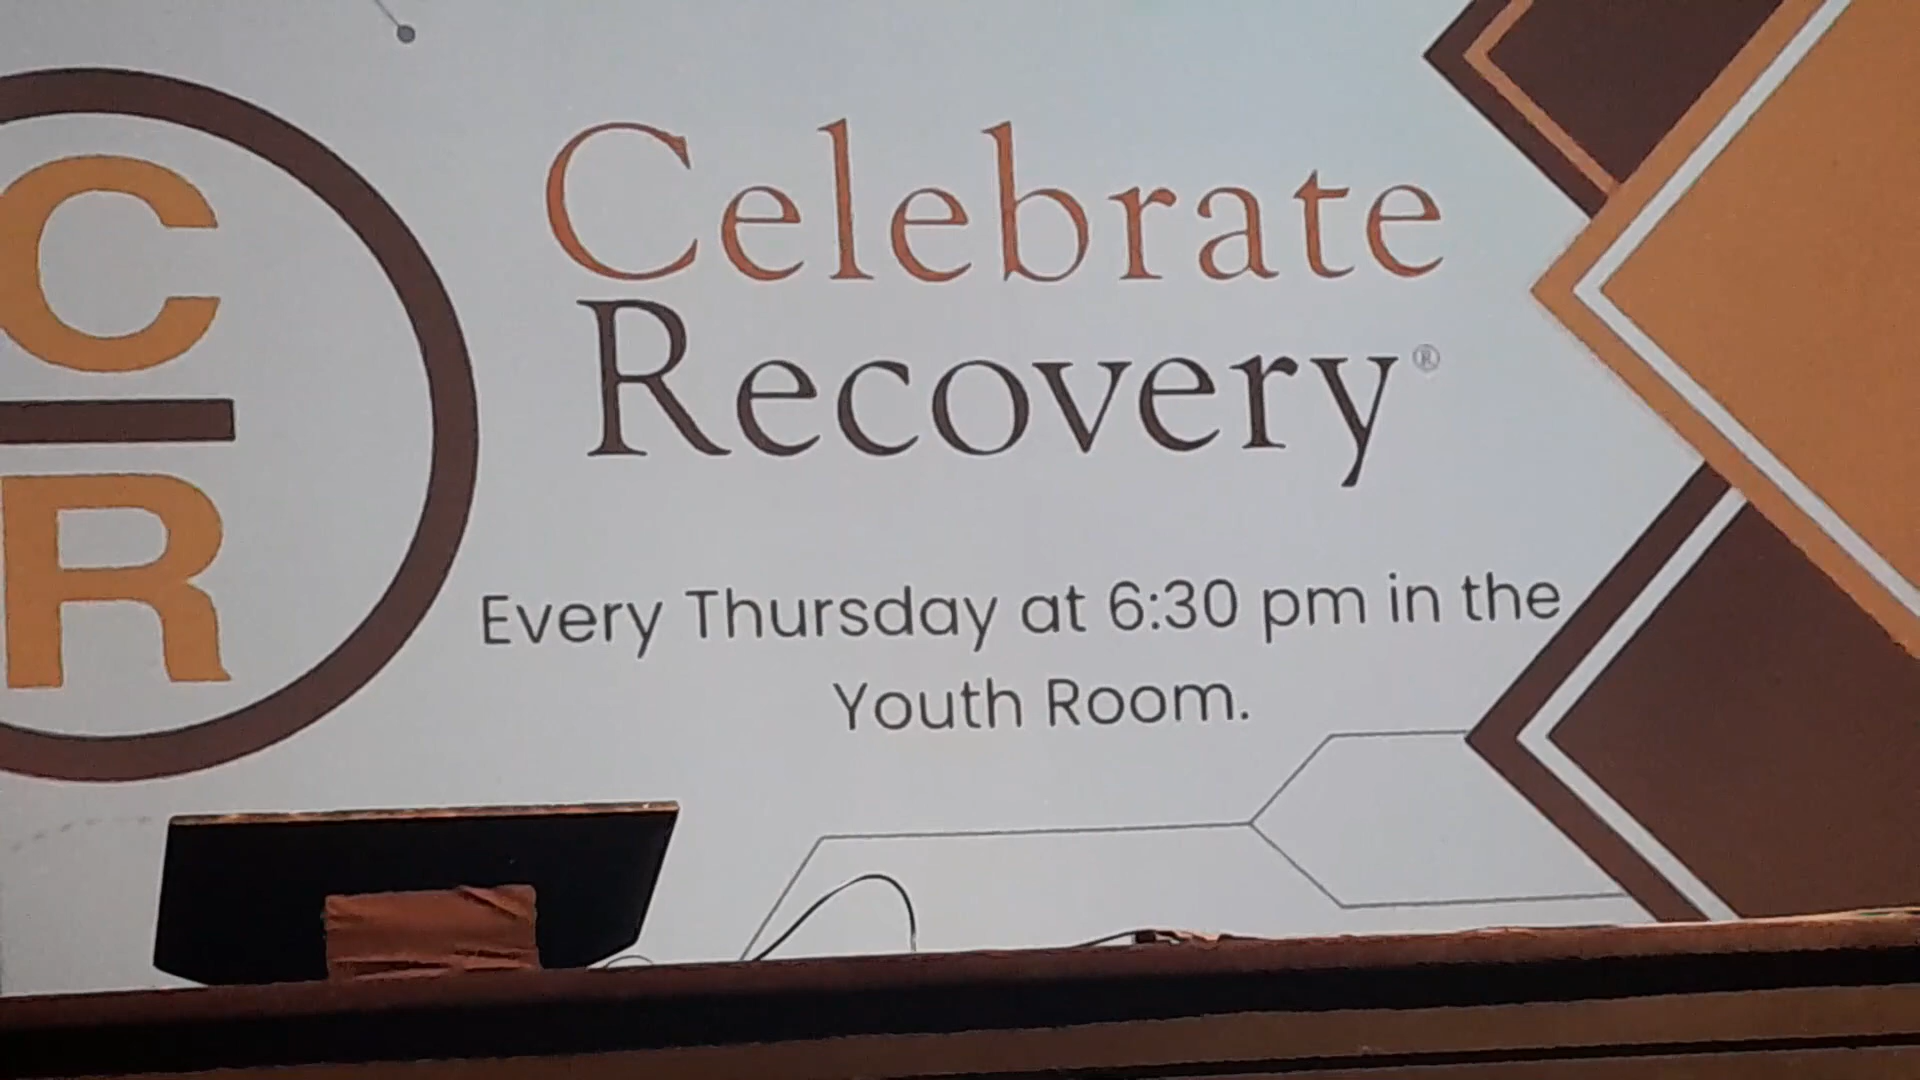 C
R
Celebrate
Recovery®
Every Thursday at 6:30 pm in the
Youth Room.